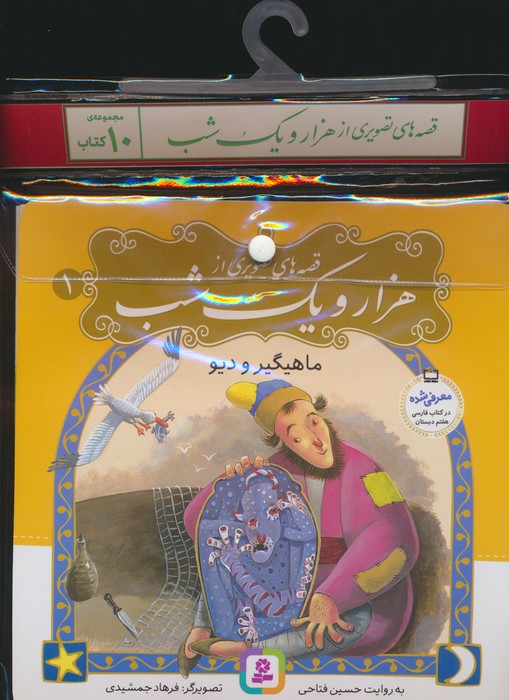 قصه های تصویری از هزار و یک شب
مجموعه‌ی
۱۰ کتاب
قصه های تصویری از
هزار و یک شب
۱
ماهیگیر و دیو
معرفی شده
در کتاب فارسی
هفتم دبستان
به روایت حسین فتاحی
تصویرگر: فرهاد جمشیدی